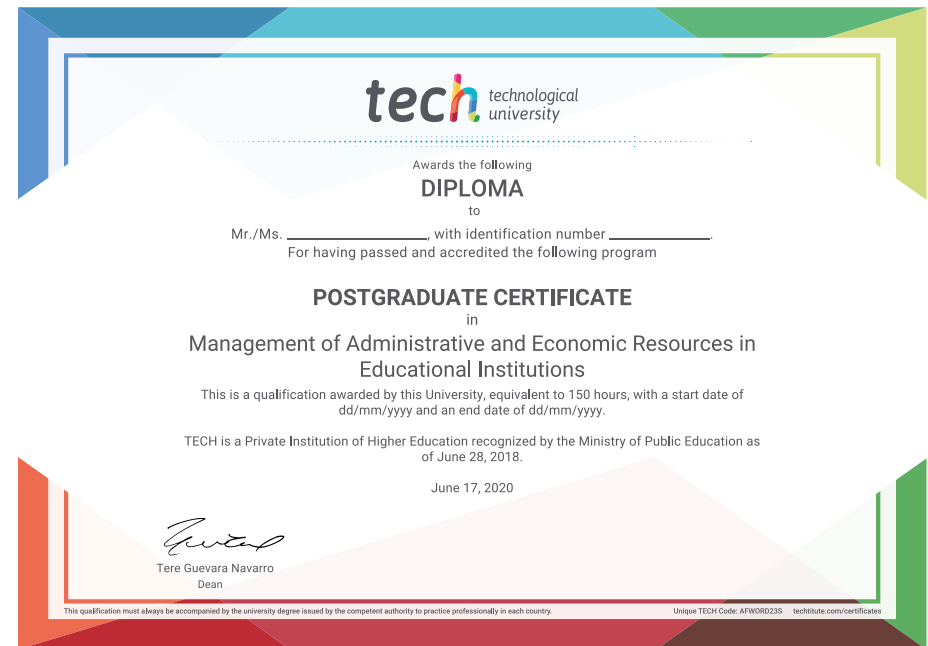 tech technological
university
Awards the following
DIPLOMA
to
Mr./Ms. ____________________, with identification number ______________.
For having passed and accredited the following program
POSTGRADUATE CERTIFICATE
in
Management of Administrative and Economic Resources in
Educational Institutions
This is a qualification awarded by this University, equivalent to 150 hours, with a start date of
dd/mm/yyyy and an end date of dd/mm/yyyy.
TECH is a Private Institution of Higher Education recognized by the Ministry of Public Education as
of June 28, 2018.
June 17, 2020
Tere Guevara Navarro
Dean
This qualification must always be accompanied by the university degree issued by the competent authority to practice professionally in each country. Unique TECH Code: AFWORD23S techtitute.com/certificates